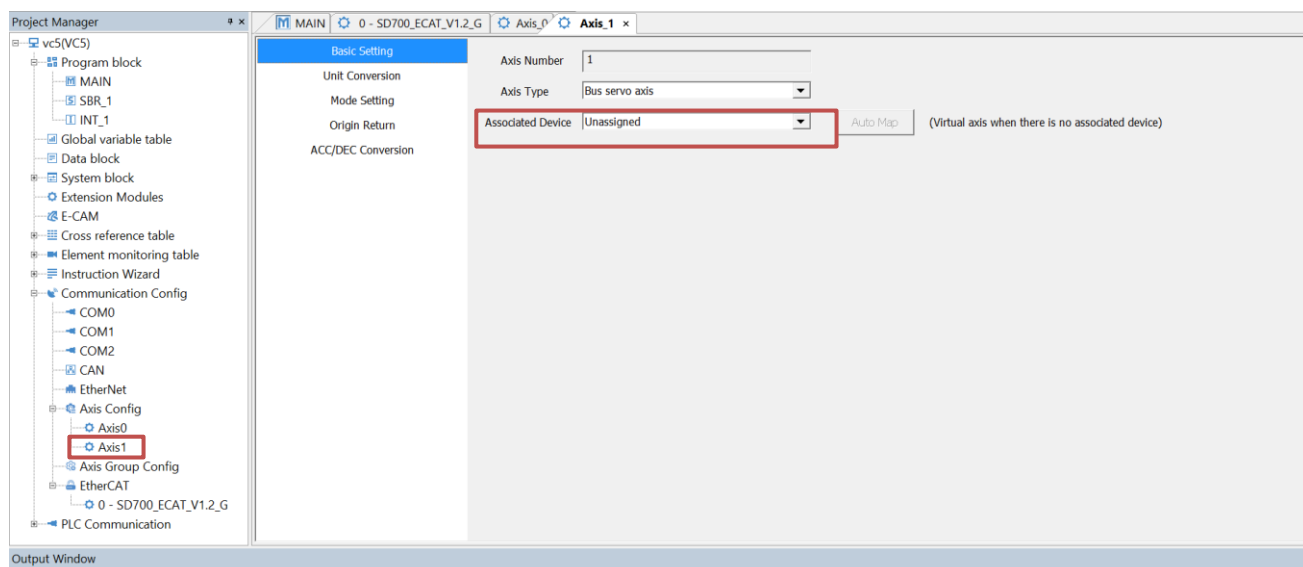 Project Manager
MAIN
0 - SD700_ECAT_V1.2_G
Axis_0
Axis_1
vc5(VC5)
Program block
MAIN
SBR_1
INT_1
Global variable table
Data block
System block
Extension Modules
E-CAM
Cross reference table
Element monitoring table
Instruction Wizard
Communication Config
COM0
COM1
COM2
CAN
EtherNet
Axis Config
Axis0
Axis1
Axis Group Config
EtherCAT
0 - SD700_ECAT_V1.2_G
PLC Communication
Basic Setting
Unit Conversion
Mode Setting
Origin Return
ACC/DEC Conversion
Axis Number 1
Axis Type Bus servo axis
Associated Device Unassigned Auto Map (Virtual axis when there is no associated device)
Output Window